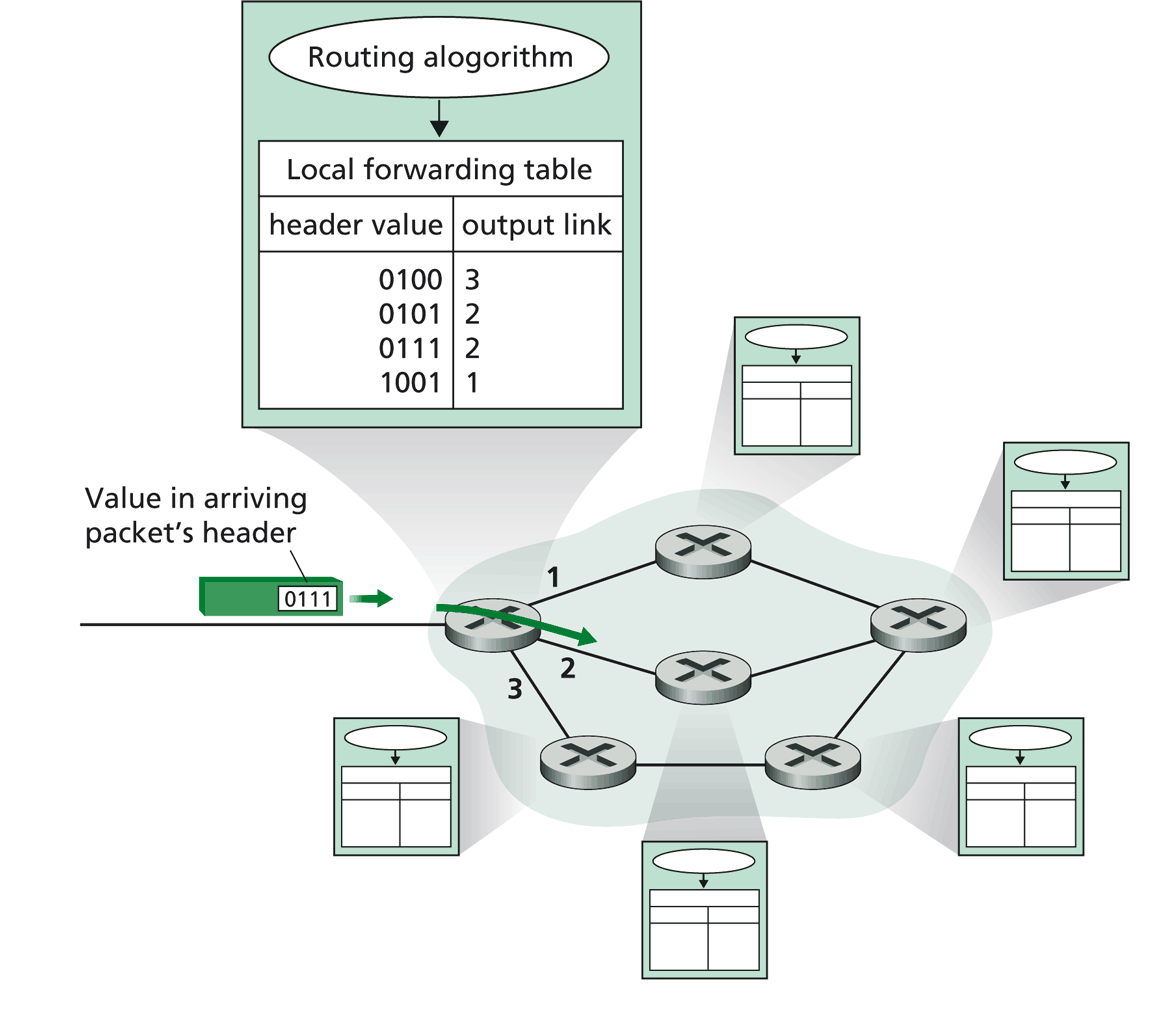 Routing alogorithm
Local forwarding table
header value output link
0100 3
0101 2
0111 2
1001 1
Value in arriving
packet’s header
0111
1
2
3